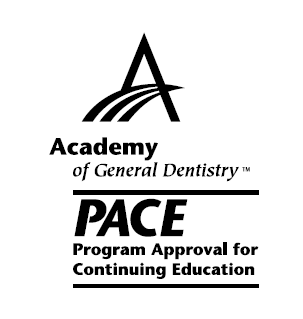 Academy
of General Dentistry™
PACE
Program Approval for
Continuing Education